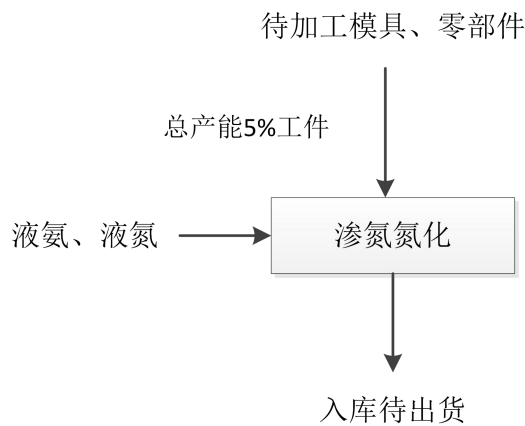 待加工模具、零部件
总产能5%工件
液氨、液氮
渗氮氮化
入库待出货